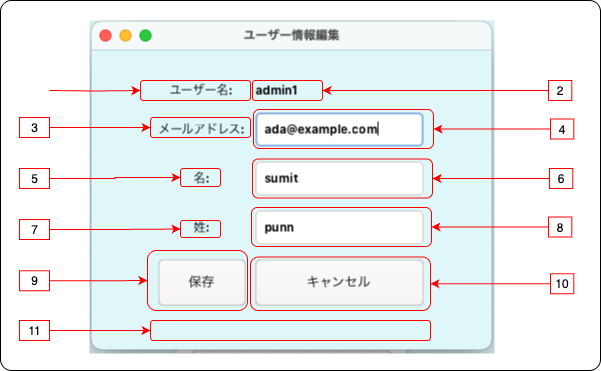 ユーザー情報編集
ユーザー名: admin1 2
3 メールアドレス: ada@example.com 4
5 名: sumit 6
7 姓: punn 8
9 保存 キャンセル 10
11